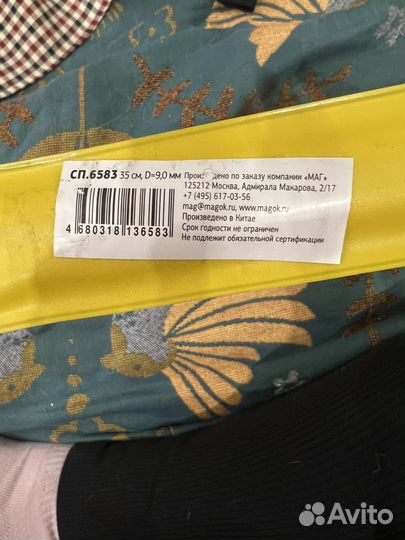 СП.6583 35 см, D=9,0 мм
Произведено по заказу компании «МАГ»
125212 Москва, Адмирала Макарова, 2/17
+7 (495) 617-03-56
mag@magok.ru, www.magok.ru
Произведено в Китае
Срок годности не ограничен
Не подлежит обязательной сертификации
4 680318 136583
Avito